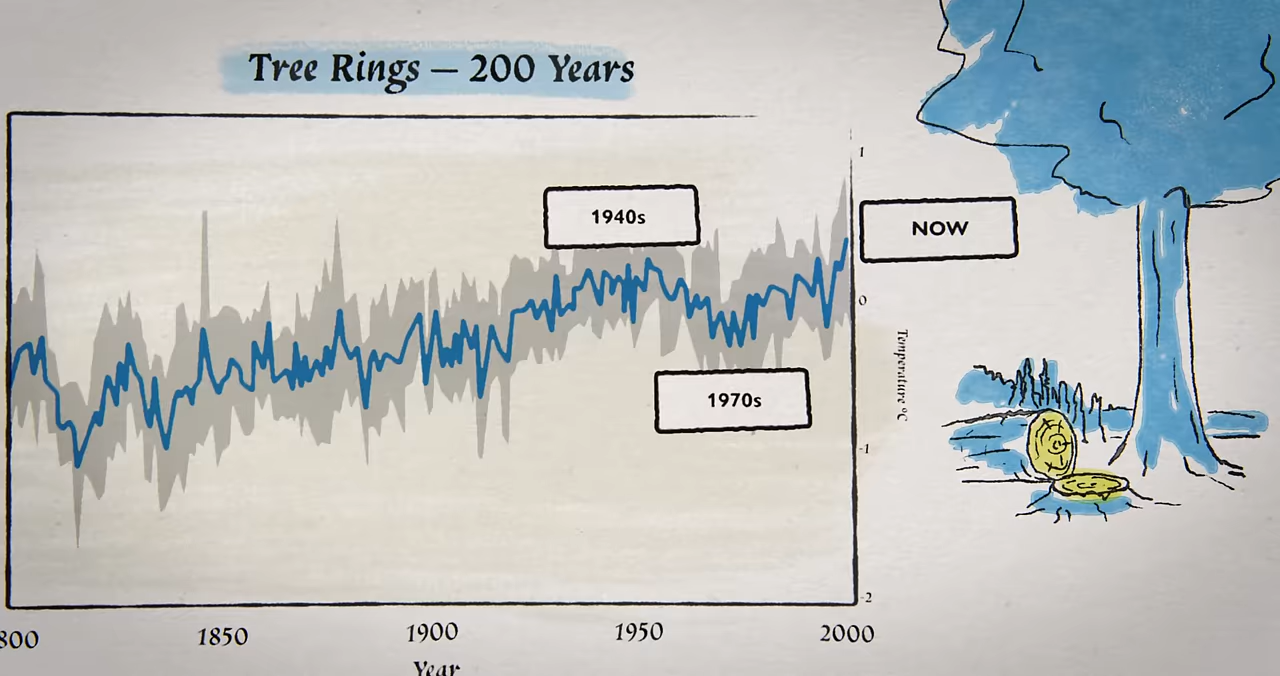 Tree Rings – 200 Years
1
1940s
NOW
0
Temperature °C
1970s
-1
-2
800 1850 1900 1950 2000
Year